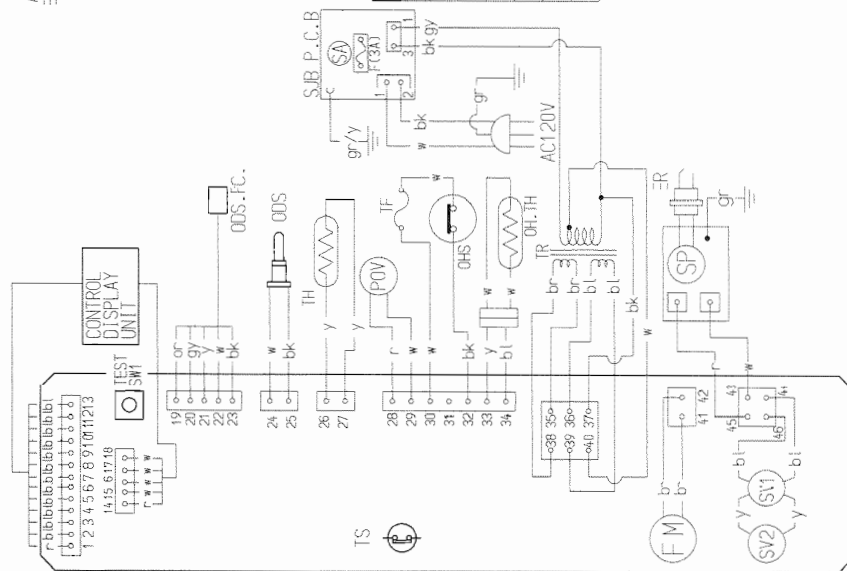 SJB P.C.B
SA
F(3A)
1
3
bk
gy
c
1
2
gr/y
bk
w
gr
AC120V
CONTROL
DISPLAY
UNIT
ODS.FC.
ODS
TH
TF
POV
OHS
OH.TH
TR
SP
gr
TEST
SW1
r bl bl bl bl bl bl bl bl bl bl bl bl
1 2 3 4 5 6 7 8 9 10 11 12 13
14 15 16 17 18
r w w w w
19 or
20 gy
21 y
22 w
23 bk
24 w
25 bk
26 y
27 y
28 r
29 w
30 w w
31
32 bk
33 y w
34 bl w
br
br
bl
bl
bk
w
38 35
39 36
40 37
41 42
45 43
46 44
r
w
TS
FM
b
br
SV2
SV1
y
y
bl
bl